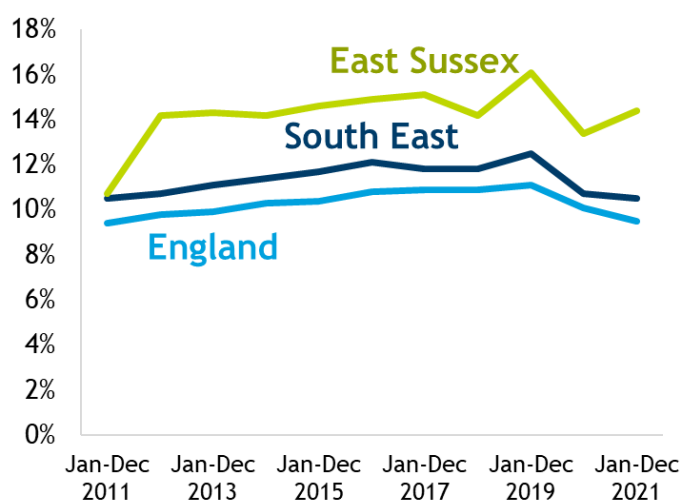 18%
16%
14%
12%
10%
8%
6%
4%
2%
0%
East Sussex
South East
England
Jan-Dec Jan-Dec Jan-Dec Jan-Dec Jan-Dec Jan-Dec
2011 2013 2015 2017 2019 2021